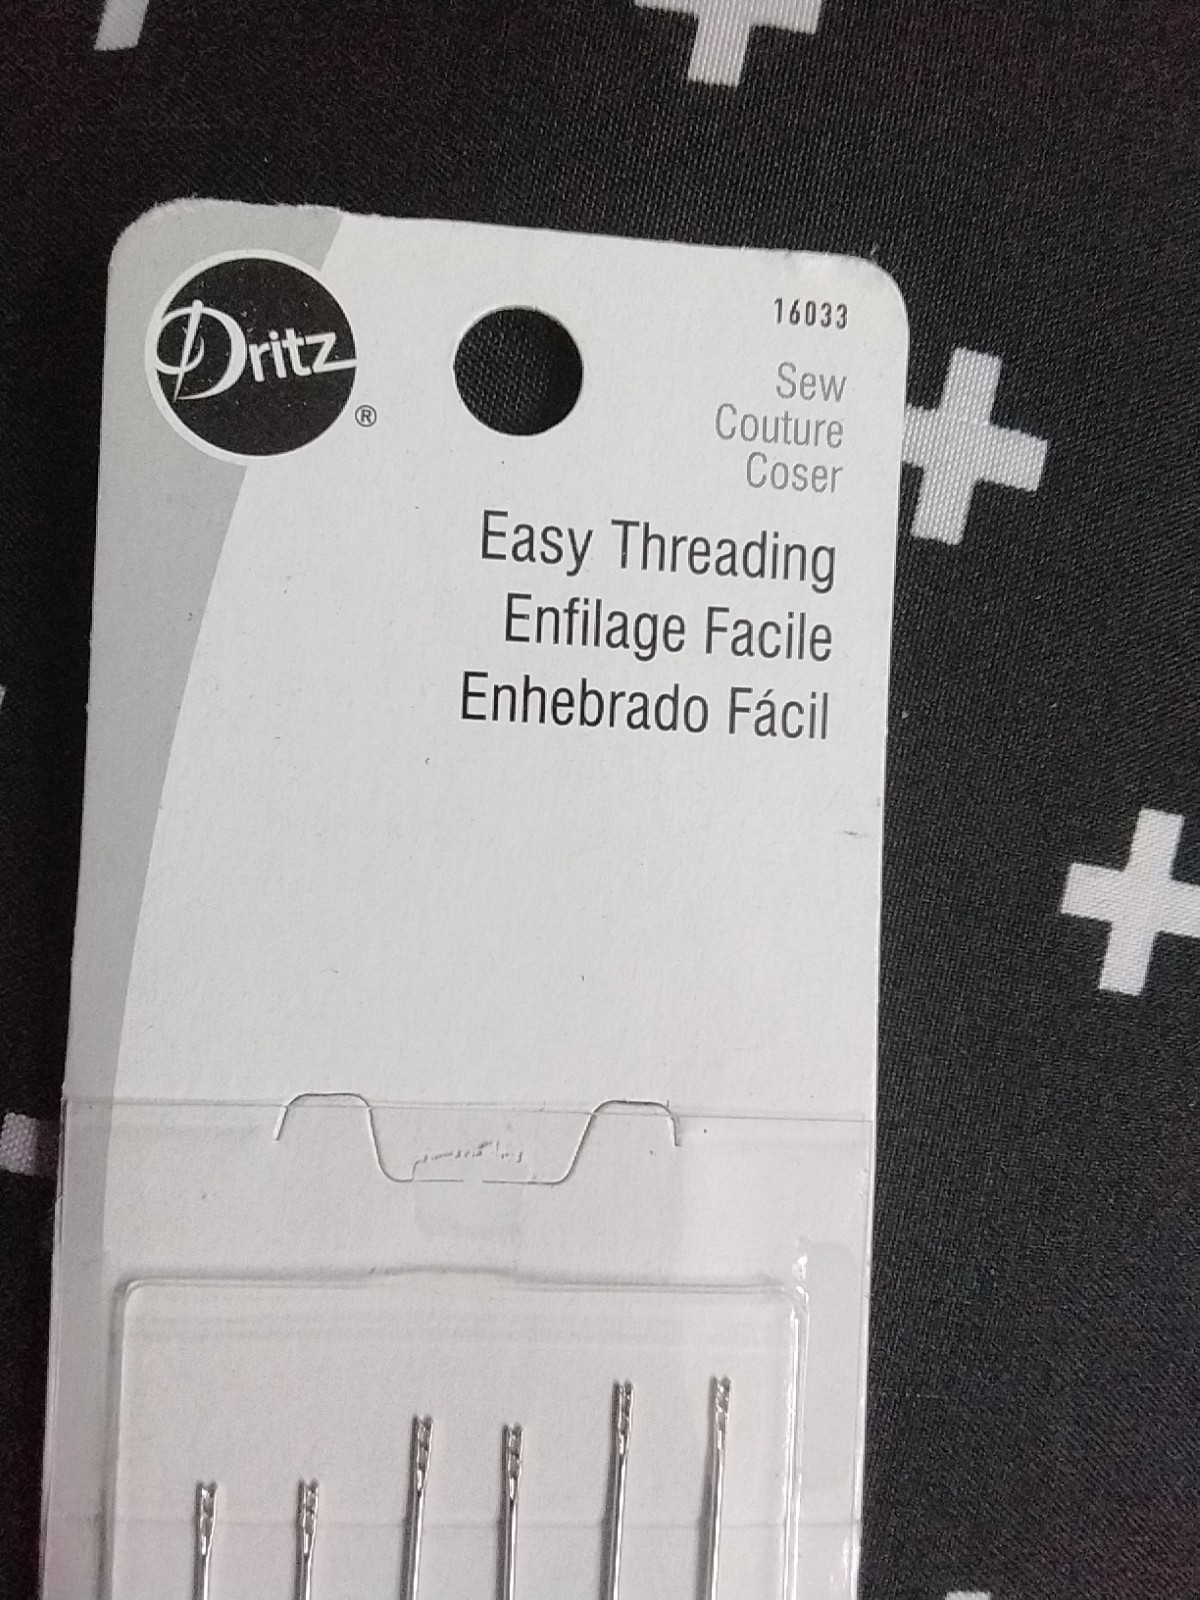 Dritz®
16033
Sew
Couture
Coser
Easy Threading
Enfilage Facile
Enhebrado Fácil